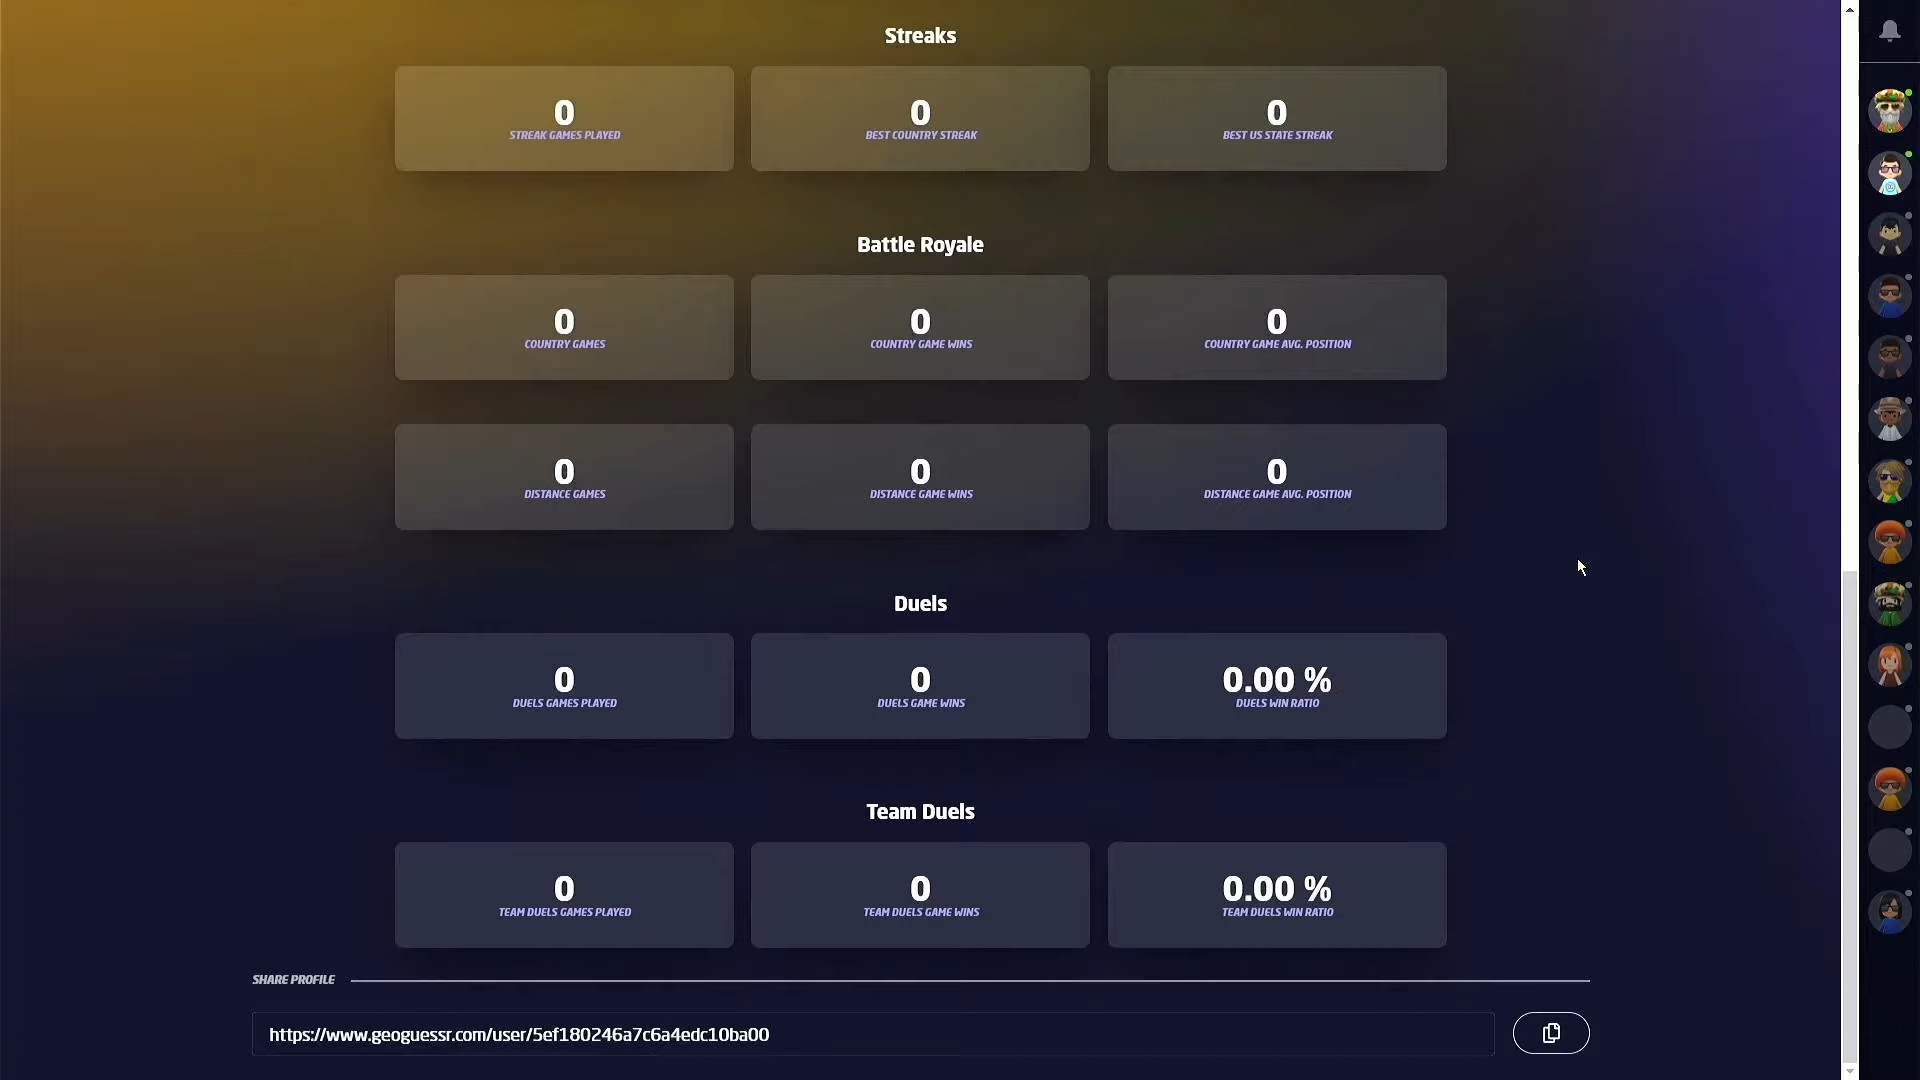 Streaks
0
STREAK GAMES PLAYED
0
BEST COUNTRY STREAK
0
BEST US STATE STREAK
Battle Royale
0
COUNTRY GAMES
0
COUNTRY GAME WINS
0
COUNTRY GAME AVG. POSITION
0
DISTANCE GAMES
0
DISTANCE GAME WINS
0
DISTANCE GAME AVG. POSITION
Duels
0
DUELS GAMES PLAYED
0
DUELS GAME WINS
0.00 %
DUELS WIN RATIO
Team Duels
0
TEAM DUELS GAMES PLAYED
0
TEAM DUELS GAME WINS
0.00 %
TEAM DUELS WIN RATIO
SHARE PROFILE
https://www.geoguessr.com/user/5ef180246a7c6a4edc10ba00